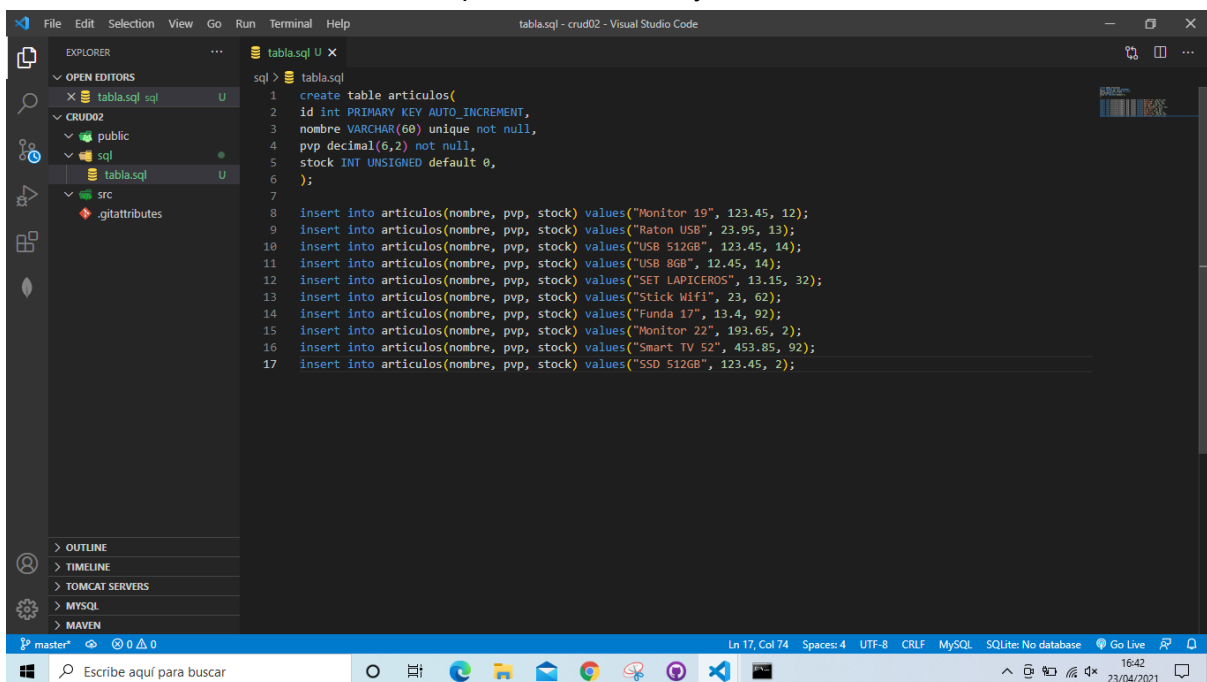 File Edit Selection View Go Run Terminal Help tabla.sql - crud02 - Visual Studio Code
EXPLORER
tabla.sql U
OPEN EDITORS
tabla.sql sql U
CRUD02
public
sql
tabla.sql U
src
.gitattributes
OUTLINE
TIMELINE
TOMCAT SERVERS
MYSQL
MAVEN
sql > tabla.sql
1 create table articulos(
2 id int PRIMARY KEY AUTO_INCREMENT,
3 nombre VARCHAR(60) unique not null,
4 pvp decimal(6,2) not null,
5 stock INT UNSIGNED default 0,
6 );
7
8 insert into articulos(nombre, pvp, stock) values("Monitor 19", 123.45, 12);
9 insert into articulos(nombre, pvp, stock) values("Raton USB", 23.95, 13);
10 insert into articulos(nombre, pvp, stock) values("USB 512GB", 123.45, 14);
11 insert into articulos(nombre, pvp, stock) values("USB 8GB", 12.45, 14);
12 insert into articulos(nombre, pvp, stock) values("SET LAPICEROS", 13.15, 32);
13 insert into articulos(nombre, pvp, stock) values("Stick Wifi", 23, 62);
14 insert into articulos(nombre, pvp, stock) values("Funda 17", 13.4, 92);
15 insert into articulos(nombre, pvp, stock) values("Monitor 22", 193.65, 2);
16 insert into articulos(nombre, pvp, stock) values("Smart TV 52", 453.85, 92);
17 insert into articulos(nombre, pvp, stock) values("SSD 512GB", 123.45, 2);
master* 0 0 Ln 17, Col 74 Spaces: 4 UTF-8 CRLF MySQL SQLite: No database Go Live
Escribe aquí para buscar
16:42
23/04/2021